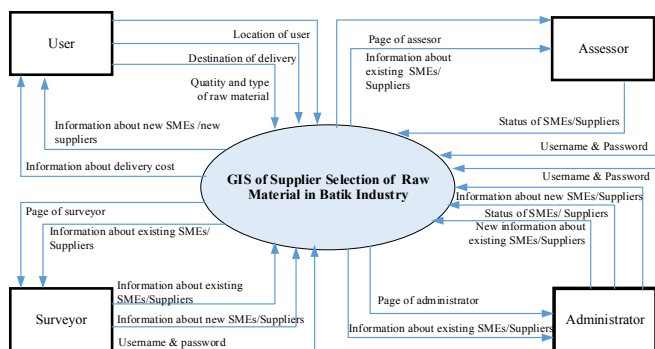 User
Location of user
Destination of delivery
Quatity and type
of raw material
Information about new SMEs /new
suppliers
Information about delivery cost
Page of assesor
Information about
existing SMEs/
Suppliers
Assessor
Status of SMEs/Suppliers
Username & Password
Username & Password
GIS of Supplier Selection of Raw
Material in Batik Industry
Information about new SMEs/Suppliers
Status of SMEs/ Suppliers
New information about
existing SMEs/Suppliers
Page of surveyor
Information about existing SMEs/
Suppliers
Information about existing
SMEs/Suppliers
Surveyor
Information about new SMEs/Suppliers
Username & password
Page of administrator
Information about existing SMEs/Suppliers
Administrator